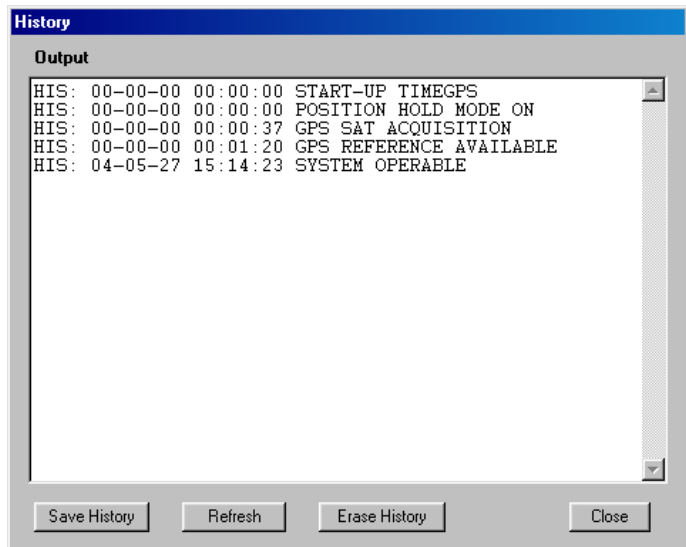 History
Output
HIS: 00-00-00 00:00:00 START-UP TIMEGPS
HIS: 00-00-00 00:00:00 POSITION HOLD MODE ON
HIS: 00-00-00 00:00:37 GPS SAT ACQUISITION
HIS: 00-00-00 00:01:20 GPS REFERENCE AVAILABLE
HIS: 04-05-27 15:14:23 SYSTEM OPERABLE
Save History Refresh Erase History Close